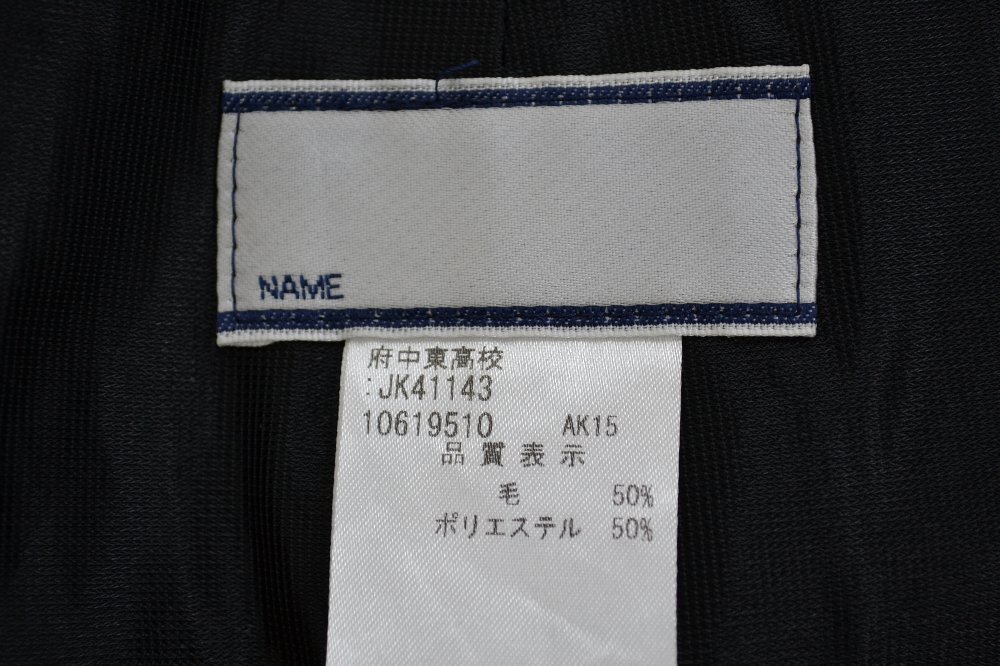 NAME
府中東高校
:JK41143
10619510 AK15
品質表示
毛 50%
ポリエステル 50%